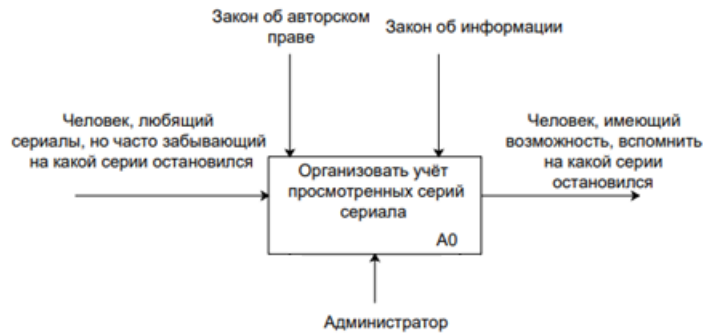 Закон об авторском
праве
Закон об информации
Человек, любящий
сериалы, но часто забывающий
на какой серии остановился
Человек, имеющий
возможность, вспомнить
на какой серии
остановился
Организовать учёт
просмотренных серий
сериала
A0
Администратор